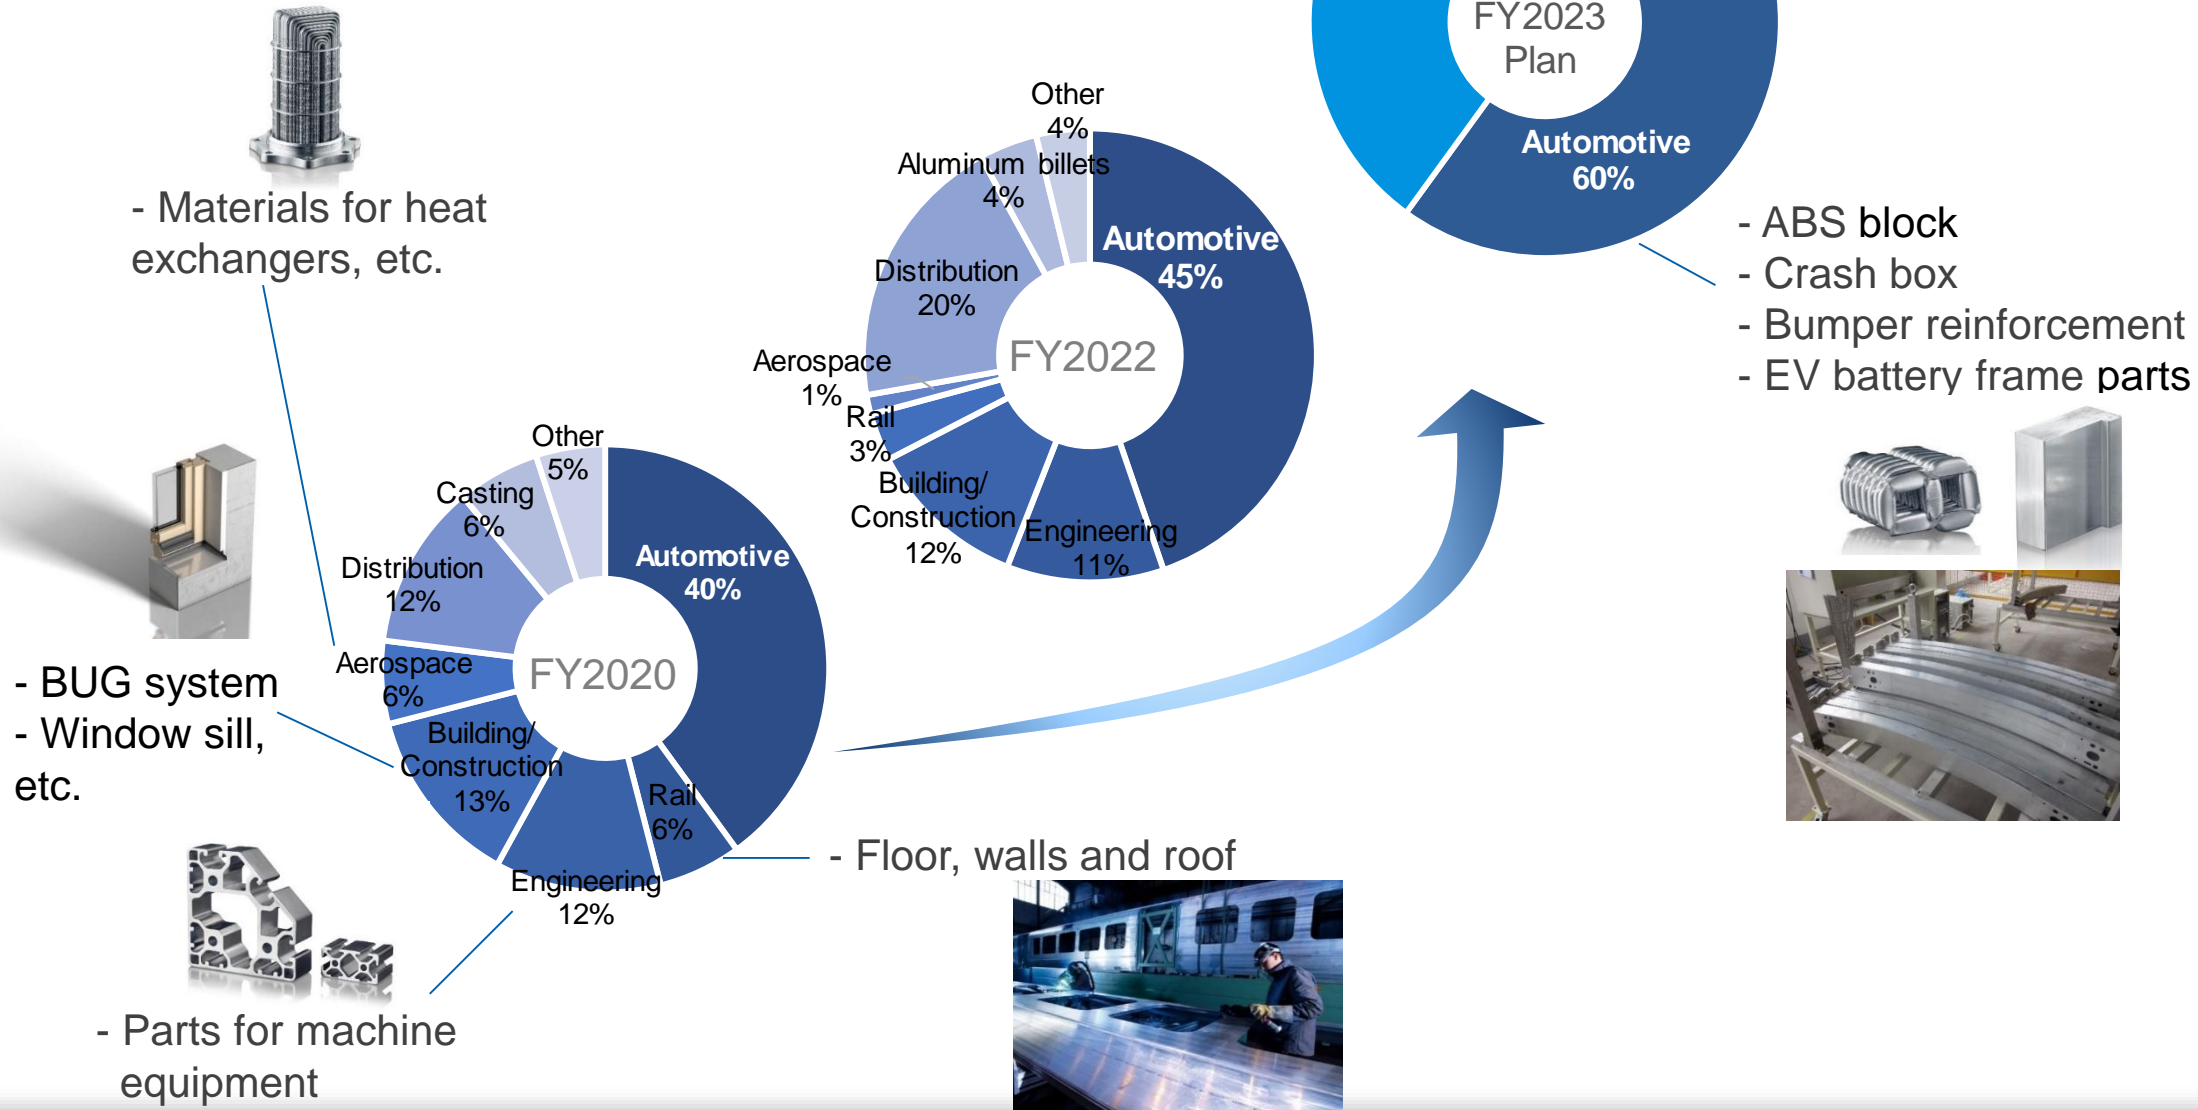 FY2023
Plan
Automotive
60%
- ABS block
- Crash box
- Bumper reinforcement
- EV battery frame parts
- Materials for heat
exchangers, etc.
Other
4%
Aluminum billets
4%
Automotive
45%
Distribution
20%
FY2022
Aerospace
1%
Rail
3%
Building/
Construction
12%
Engineering
11%
Other
5%
Casting
6%
Automotive
40%
Distribution
12%
FY2020
Aerospace
6%
Building/
Construction
13%
Rail
6%
Engineering
12%
- BUG system
- Window sill,
etc.
- Floor, walls and roof
- Parts for machine
equipment